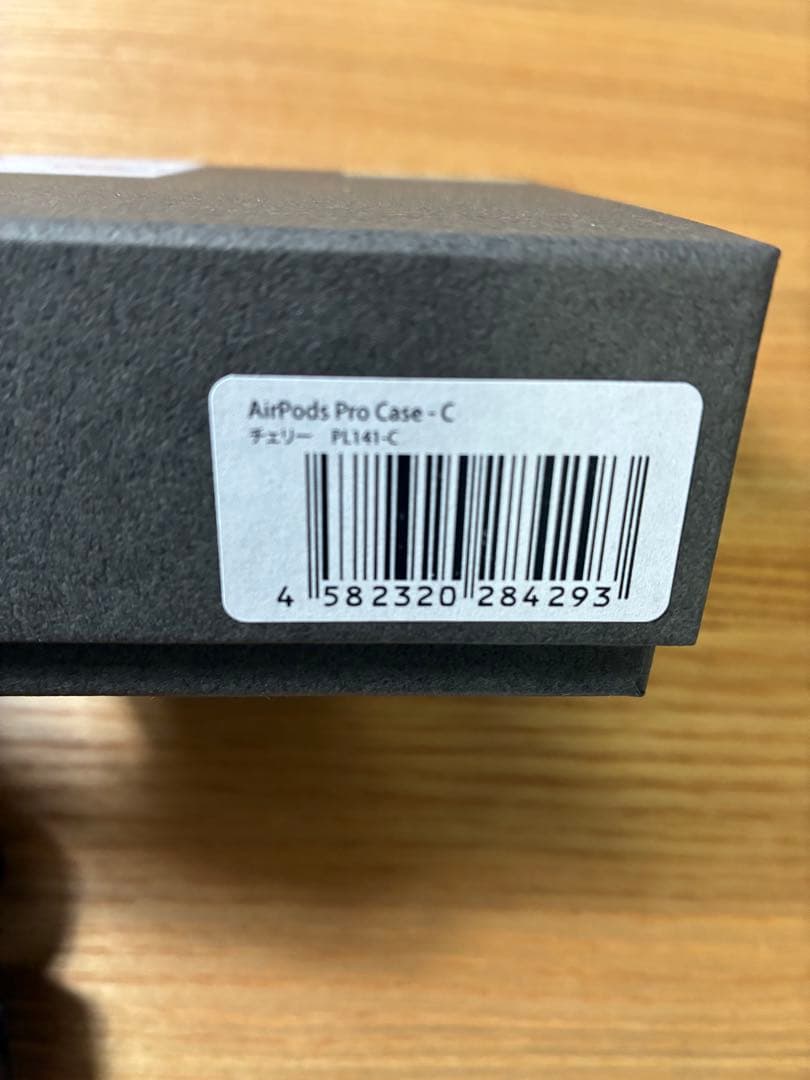 AirPods Pro Case - C
チェリー PL141-C
4 582320 284293